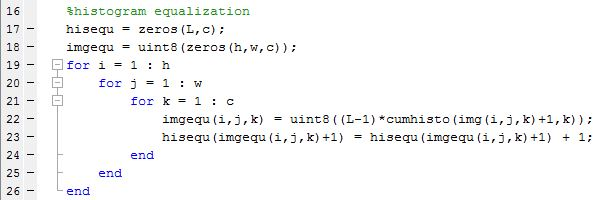 16 %histogram equalization
17 - hisequ = zeros(L,c);
18 - imgequ = uint8(zeros(h,w,c));
19 - for i = 1 : h
20 - for j = 1 : w
21 - for k = 1 : c
22 - imgequ(i,j,k) = uint8((L-1)*cumhisto(img(i,j,k)+1,k));
23 - hisequ(imgequ(i,j,k)+1) = hisequ(imgequ(i,j,k)+1) + 1;
24 - end
25 - end
26 - end